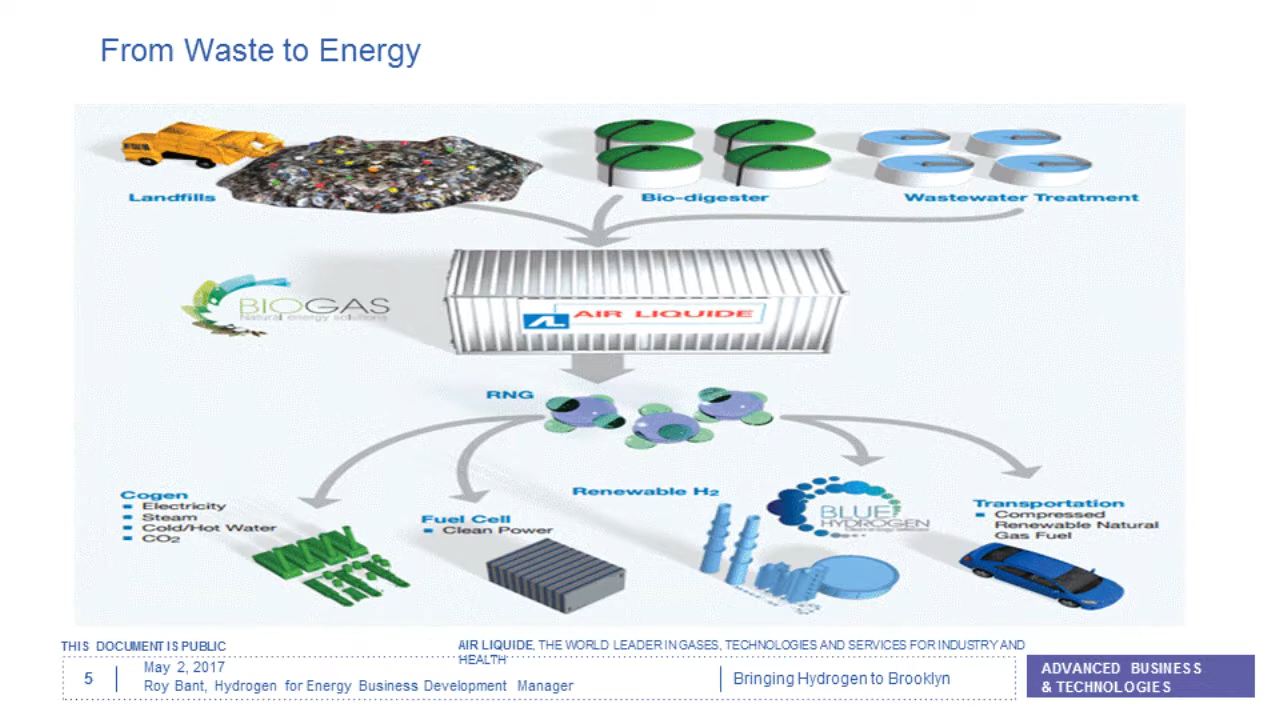 From Waste to Energy
Landfills
Bio-digester
Wastewater Treatment
BIOGAS
Natural energy solutions
AIR LIQUIDE
RNG
Cogen
Electricity
Steam
Cold/Hot Water
CO2
Fuel Cell
Clean Power
Renewable H2
BLUE
HYDROGEN
Transportation
Compressed
Renewable Natural
Gas Fuel
THIS DOCUMENT IS PUBLIC
AIR LIQUIDE, THE WORLD LEADER IN GASES, TECHNOLOGIES AND SERVICES FOR INDUSTRY AND
HEALTH
5
May 2, 2017
Roy Bant, Hydrogen for Energy Business Development Manager
Bringing Hydrogen to Brooklyn
ADVANCED BUSINESS
& TECHNOLOGIES